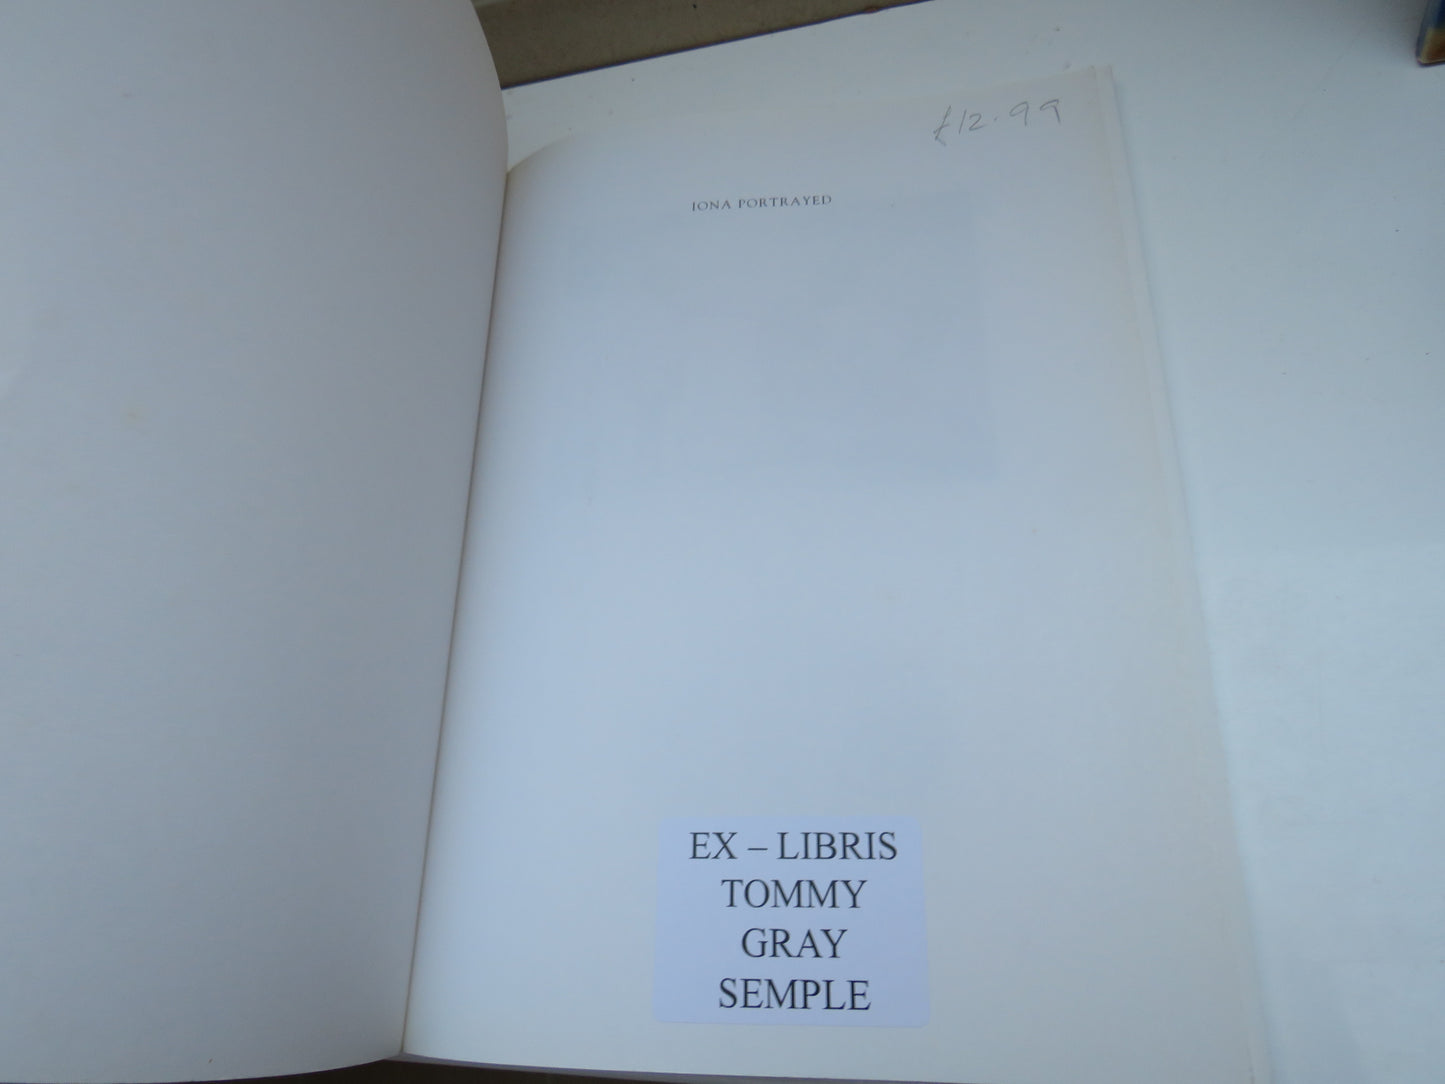 £12.99
IONA PORTRAYED
EX – LIBRIS
TOMMY
GRAY
SEMPLE